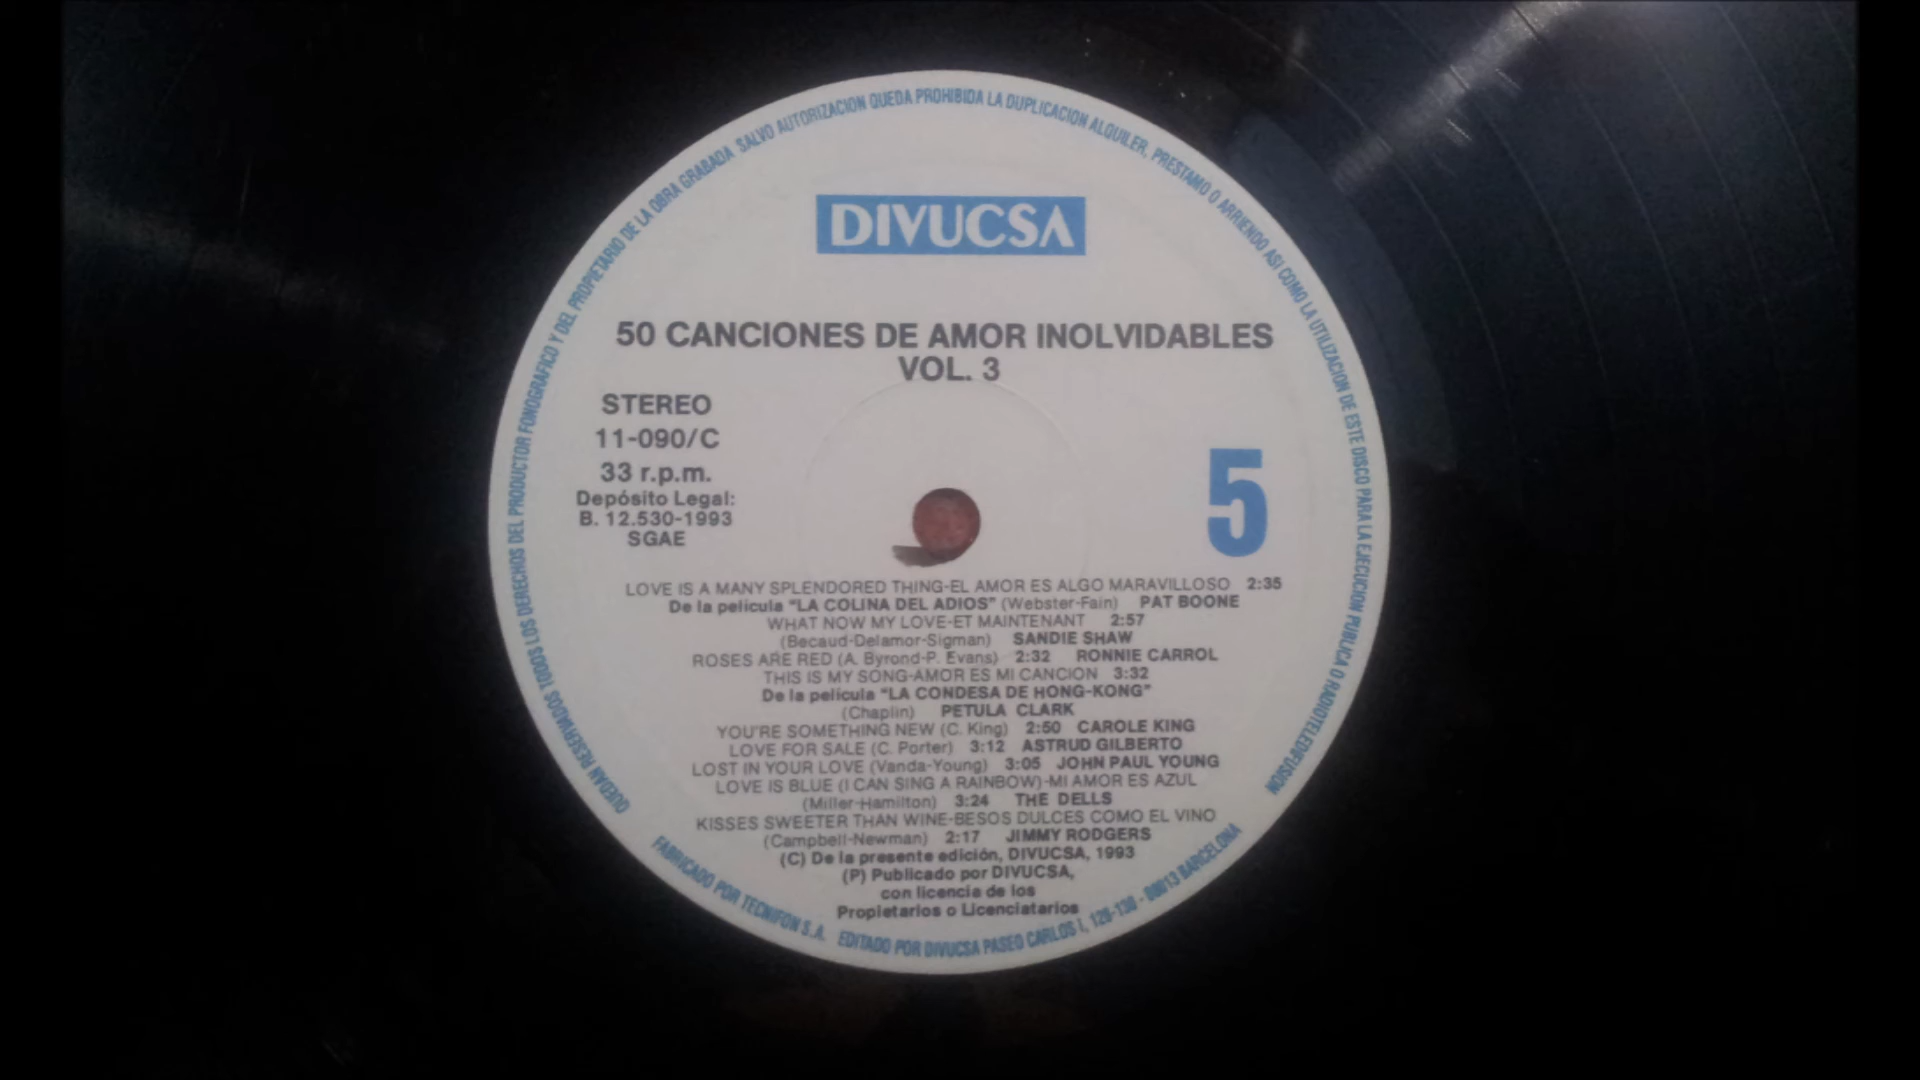 DIVUCSA
50 CANCIONES DE AMOR INOLVIDABLES
VOL. 3
STEREO
11-090/C
33 r.p.m.
Depósito Legal:
B. 12.530-1993
SGAE
5
LOVE IS A MANY SPLENDORED THING-EL AMOR ES ALGO MARAVILLOSO 2:35
De la película "LA COLINA DEL ADIOS" (Webster-Fain) PAT BOONE
WHAT NOW MY LOVE-ET MAINTENANT 2:57
(Becaud-Delamor-Sigman) SANDIE SHAW
ROSES ARE RED (A. Byrond-P. Evans) 2:32 RONNIE CARROL
THIS IS MY SONG-AMOR ES MI CANCION 3:32
De la película "LA CONDESA DE HONG-KONG"
(Chaplin) PETULA CLARK
YOU'RE SOMETHING NEW (C. King) 2:50 CAROLE KING
LOVE FOR SALE (C. Porter) 3:12 ASTRUD GILBERTO
LOST IN YOUR LOVE (Vanda-Young) 3:05 JOHN PAUL YOUNG
LOVE IS BLUE (I CAN SING A RAINBOW)-MI AMOR ES AZUL
(Miller-Hamilton) 3:24 THE DELLS
KISSES SWEETER THAN WINE-BESOS DULCES COMO EL VINO
(Campbell-Newman) 2:17 JIMMY RODGERS
(C) De la presente edición, DIVUCSA, 1993
(P) Publicado por DIVUCSA,
con licencia de los
Propietarios o Licenciatarios
QUEDAN RESERVADOS TODOS LOS DERECHOS DEL PRODUCTOR FONOGRAFICO Y DEL PROPIETARIO DE LA OBRA GRABADA SALVO AUTORIZACION QUEDA PROHIBIDA LA DUPLICACION ALQUILER, PRESTAMO O ARRIENDO ASI COMO LA UTILIZACION DE ESTE DISCO PARA LA EJECUCION PUBLICA O RADIOTELEDIFUSION
FABRICADO POR TECNIFON S.A. EDITADO POR DIVUCSA PASEO CARLOS I, 128-130 - 08013 BARCELONA